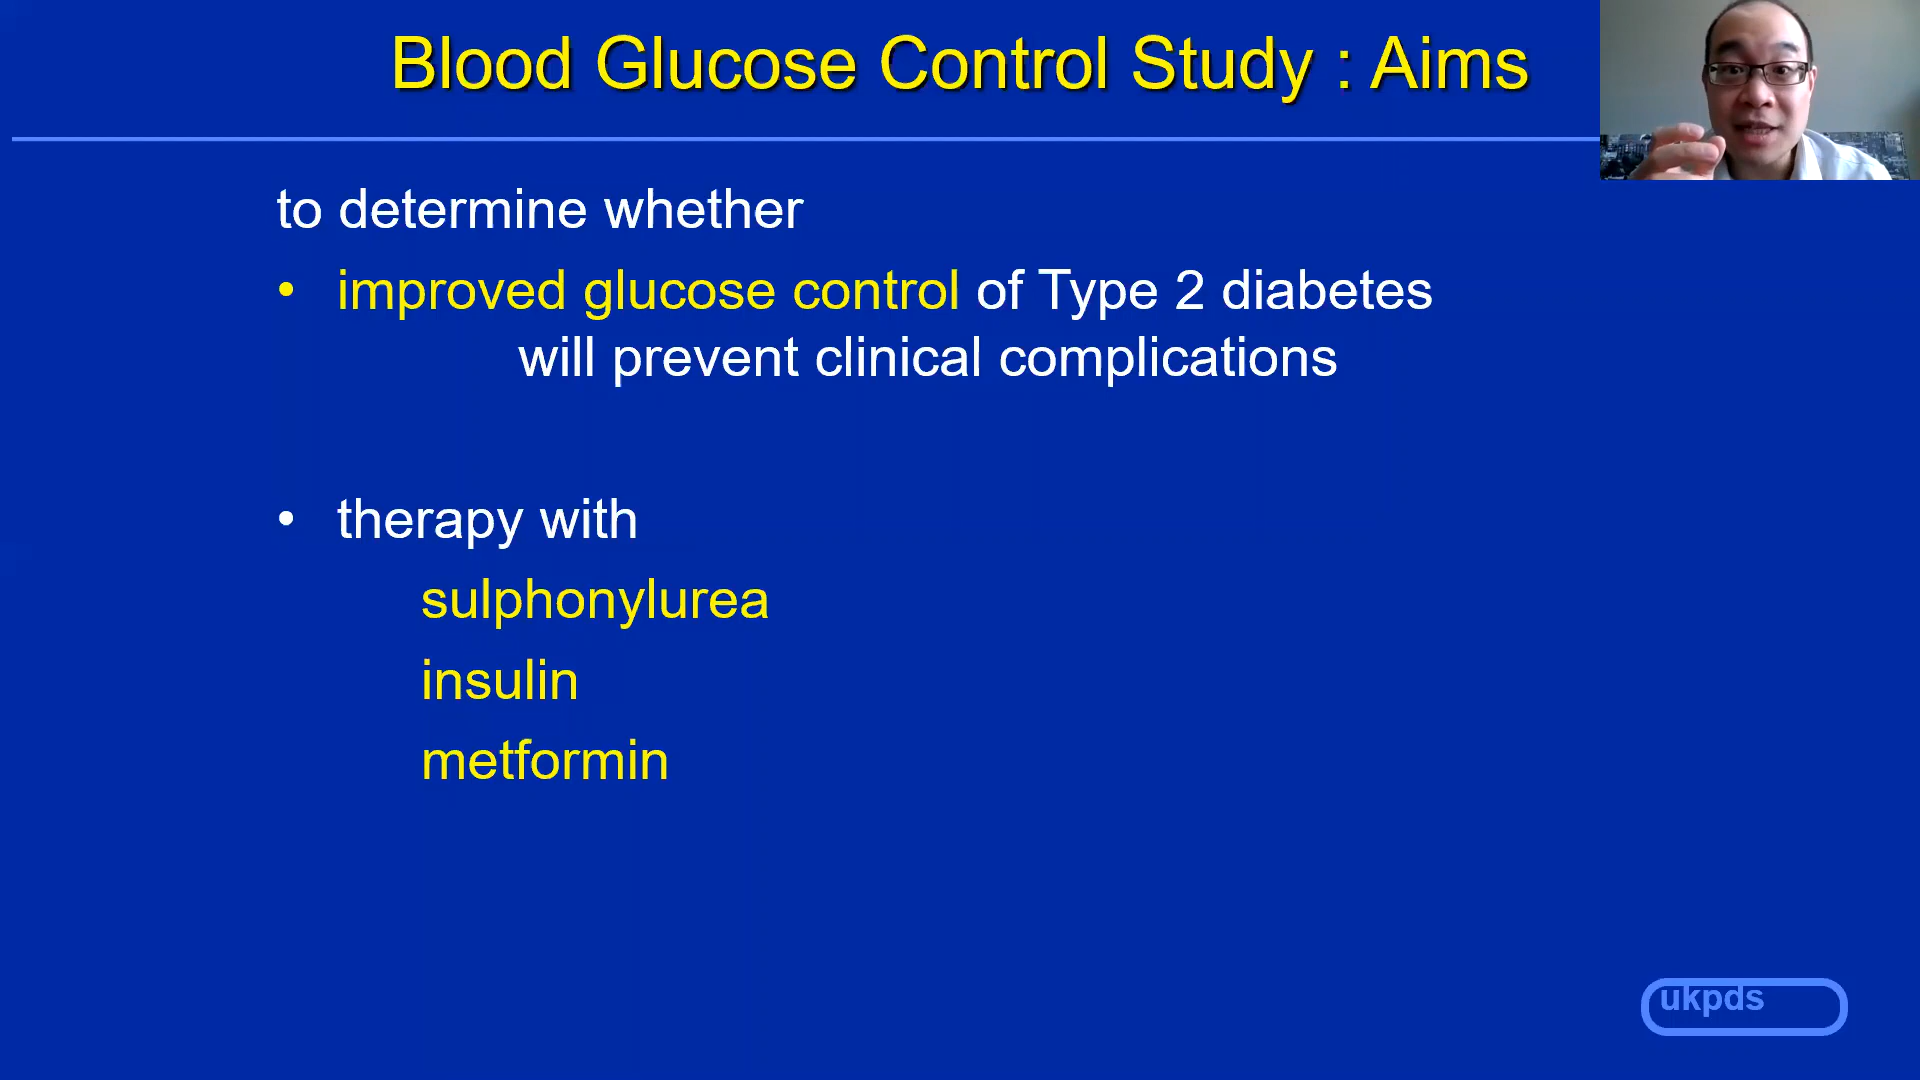 Blood Glucose Control Study : Aims
to determine whether
• improved glucose control of Type 2 diabetes
will prevent clinical complications
• therapy with
sulphonylurea
insulin
metformin
ukpds